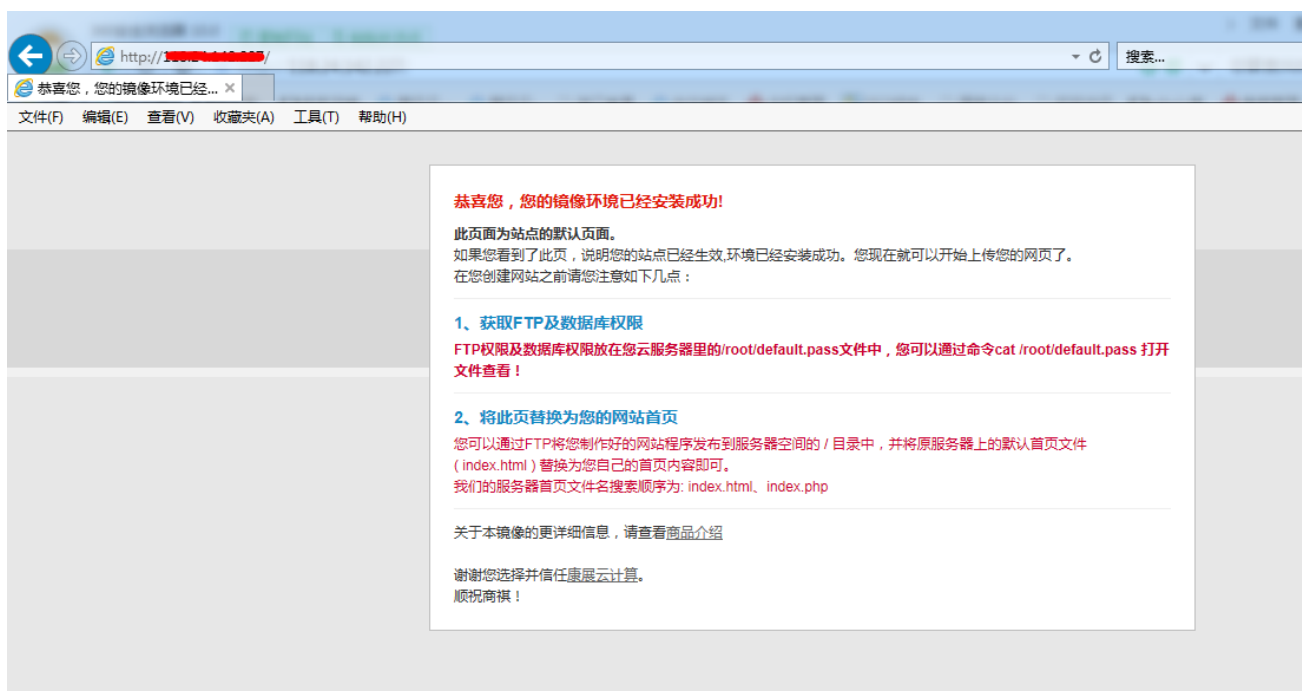 http://
搜索...
恭喜您，您的镜像环境已经...
文件(F) 编辑(E) 查看(V) 收藏夹(A) 工具(T) 帮助(H)
恭喜您，您的镜像环境已经安装成功!
此页面为站点的默认页面。
如果您看到了此页，说明您的站点已经生效,环境已经安装成功。您现在就可以开始上传您的网页了。
在您创建网站之前请您注意如下几点：
1、获取FTP及数据库权限
FTP权限及数据库权限放在您云服务器里的/root/default.pass文件中，您可以通过命令cat /root/default.pass 打开
文件查看！
2、将此页替换为您的网站首页
您可以通过FTP将您制作好的网站程序发布到服务器空间的 / 目录中，并将原服务器上的默认首页文件
( index.html ) 替换为您自己的首页内容即可。
我们的服务器首页文件名搜索顺序为: index.html、index.php
关于本镜像的更详细信息，请查看商品介绍
谢谢您选择并信任康展云计算。
顺祝商祺！